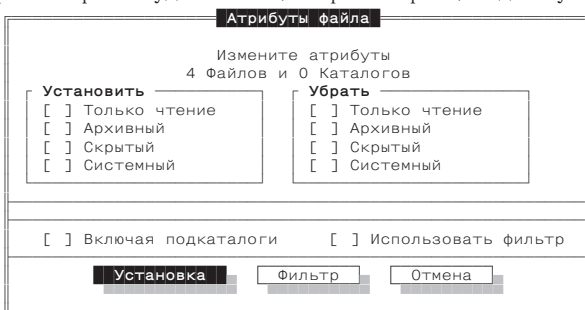 Атрибуты файла
Измените атрибуты
4 Файлов и 0 Каталогов
Установить Убрать
[ ] Только чтение [ ] Только чтение
[ ] Архивный [ ] Архивный
[ ] Скрытый [ ] Скрытый
[ ] Системный [ ] Системный
[ ] Включая подкаталоги [ ] Использовать фильтр
Установка Фильтр Отмена